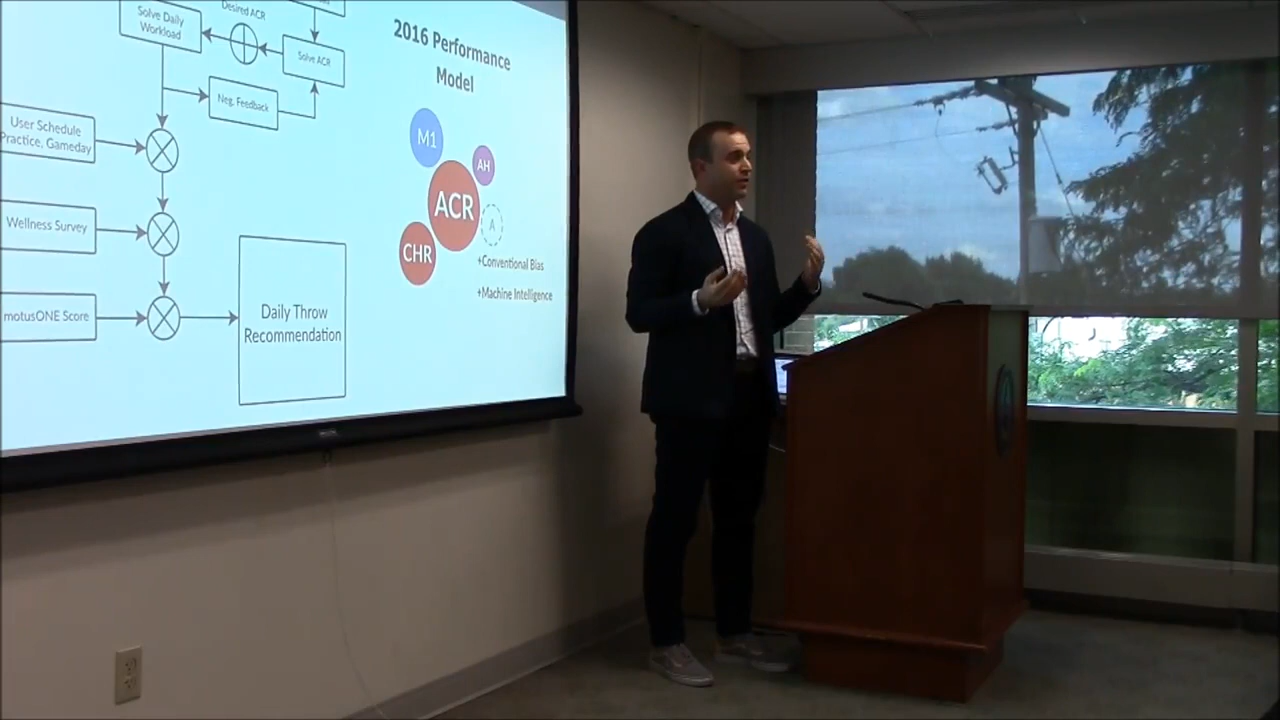 Desired ACR
Solve Daily
Workload
Solve ACR
Neg. Feedback
User Schedule
Practice, Gameday
Wellness Survey
motusONE Score
Daily Throw
Recommendation
2016 Performance
Model
M1
AH
ACR
A
CHR
+Conventional Bias
+Machine Intelligence